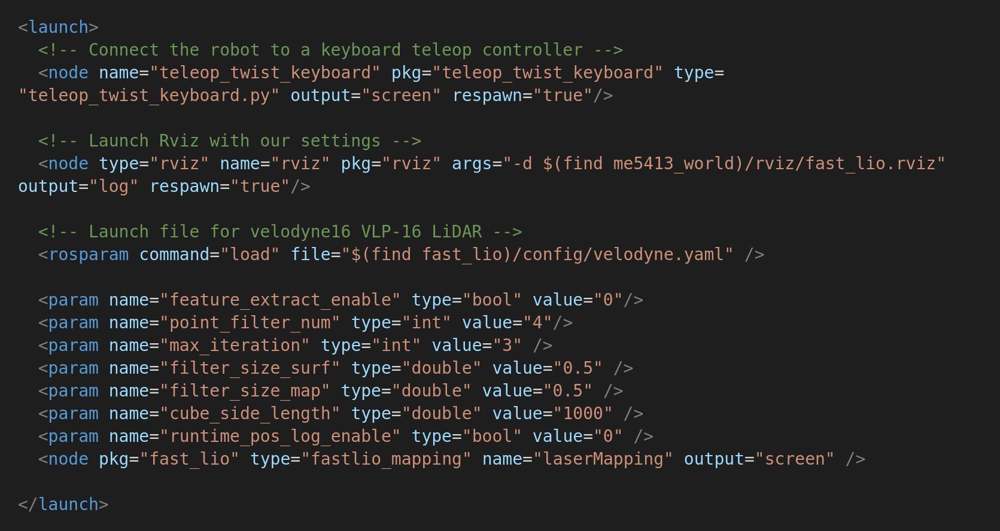 <launch>
  <!-- Connect the robot to a keyboard teleop controller -->
  <node name="teleop_twist_keyboard" pkg="teleop_twist_keyboard" type=
"teleop_twist_keyboard.py" output="screen" respawn="true"/>

  <!-- Launch Rviz with our settings -->
  <node type="rviz" name="rviz" pkg="rviz" args="-d $(find me5413_world)/rviz/fast_lio.rviz"
output="log" respawn="true"/>

  <!-- Launch file for velodyne16 VLP-16 LiDAR -->
  <rosparam command="load" file="$(find fast_lio)/config/velodyne.yaml" />

  <param name="feature_extract_enable" type="bool" value="0"/>
  <param name="point_filter_num" type="int" value="4"/>
  <param name="max_iteration" type="int" value="3" />
  <param name="filter_size_surf" type="double" value="0.5" />
  <param name="filter_size_map" type="double" value="0.5" />
  <param name="cube_side_length" type="double" value="1000" />
  <param name="runtime_pos_log_enable" type="bool" value="0" />
  <node pkg="fast_lio" type="fastlio_mapping" name="laserMapping" output="screen" />

</launch>